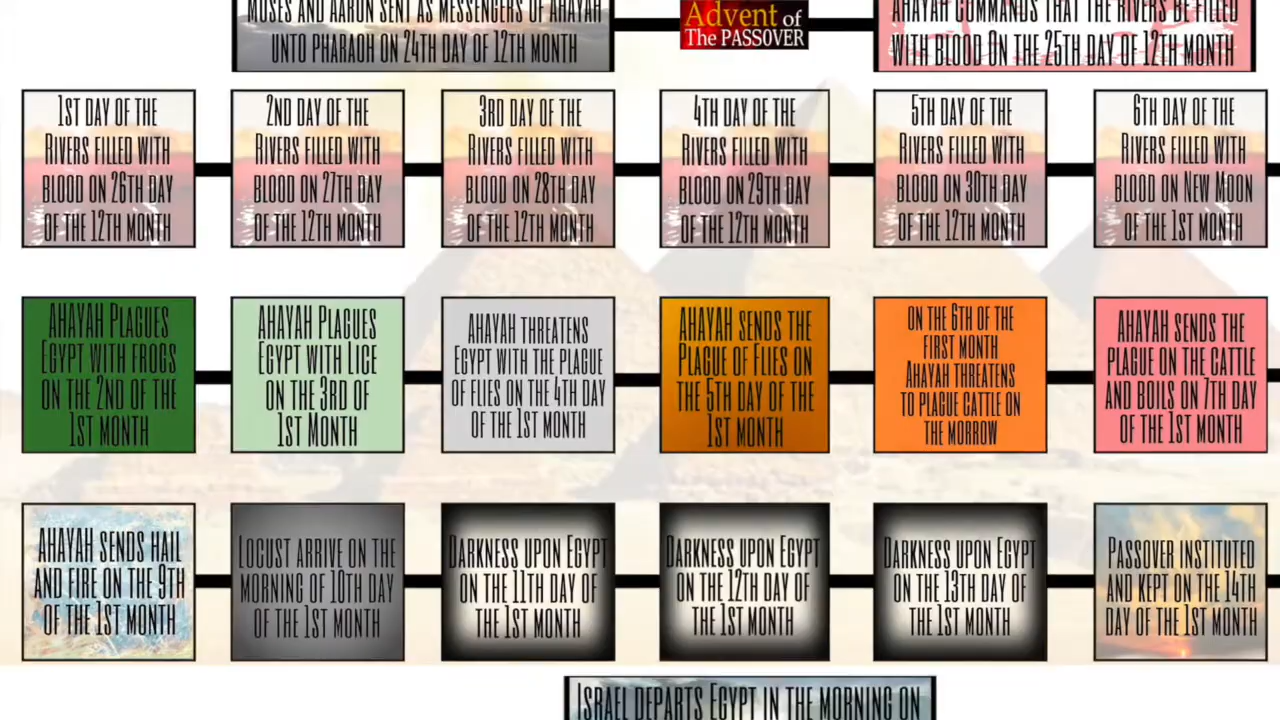 MOSES AND AARON SENT AS MESSENGERS OF AHAYAH
UNTO PHARAOH ON 24TH DAY OF 12TH MONTH
Advent of
The PASSOVER
AHAYAH COMMANDS THAT THE RIVERS BE FILLED
WITH BLOOD ON THE 25TH DAY OF 12TH MONTH
1ST DAY OF THE
RIVERS FILLED WITH
BLOOD ON 26TH DAY
OF THE 12TH MONTH
2ND DAY OF THE
RIVERS FILLED WITH
BLOOD ON 27TH DAY
OF THE 12TH MONTH
3RD DAY OF THE
RIVERS FILLED WITH
BLOOD ON 28TH DAY
OF THE 12TH MONTH
4TH DAY OF THE
RIVERS FILLED WITH
BLOOD ON 29TH DAY
OF THE 12TH MONTH
5TH DAY OF THE
RIVERS FILLED WITH
BLOOD ON 30TH DAY
OF THE 12TH MONTH
6TH DAY OF THE
RIVERS FILLED WITH
BLOOD ON NEW MOON
OF THE 1ST MONTH
AHAYAH PLAGUES
EGYPT WITH FROGS
ON THE 2ND OF THE
1ST MONTH
AHAYAH PLAGUES
EGYPT WITH LICE
ON THE 3RD OF
1ST MONTH
AHAYAH THREATENS
EGYPT WITH THE PLAGUE
OF FLIES ON THE 4TH DAY
OF THE 1ST MONTH
AHAYAH SENDS THE
PLAGUE OF FLIES ON
THE 5TH DAY OF THE
1ST MONTH
ON THE 6TH OF THE
FIRST MONTH
AHAYAH THREATENS
TO PLAGUE CATTLE ON
THE MORROW
AHAYAH SENDS THE
PLAGUE ON THE CATTLE
AND BOILS ON 7TH DAY
OF THE 1ST MONTH
AHAYAH SENDS HAIL
AND FIRE ON THE 9TH
OF THE 1ST MONTH
LOCUST ARRIVE ON THE
MORNING OF 10TH DAY
OF THE 1ST MONTH
DARKNESS UPON EGYPT
ON THE 11TH DAY OF
THE 1ST MONTH
DARKNESS UPON EGYPT
ON THE 12TH DAY OF
THE 1ST MONTH
DARKNESS UPON EGYPT
ON THE 13TH DAY OF
THE 1ST MONTH
PASSOVER INSTITUTED
AND KEPT ON THE 14TH
DAY OF THE 1ST MONTH
ISRAEL DEPARTS EGYPT IN THE MORNING ON